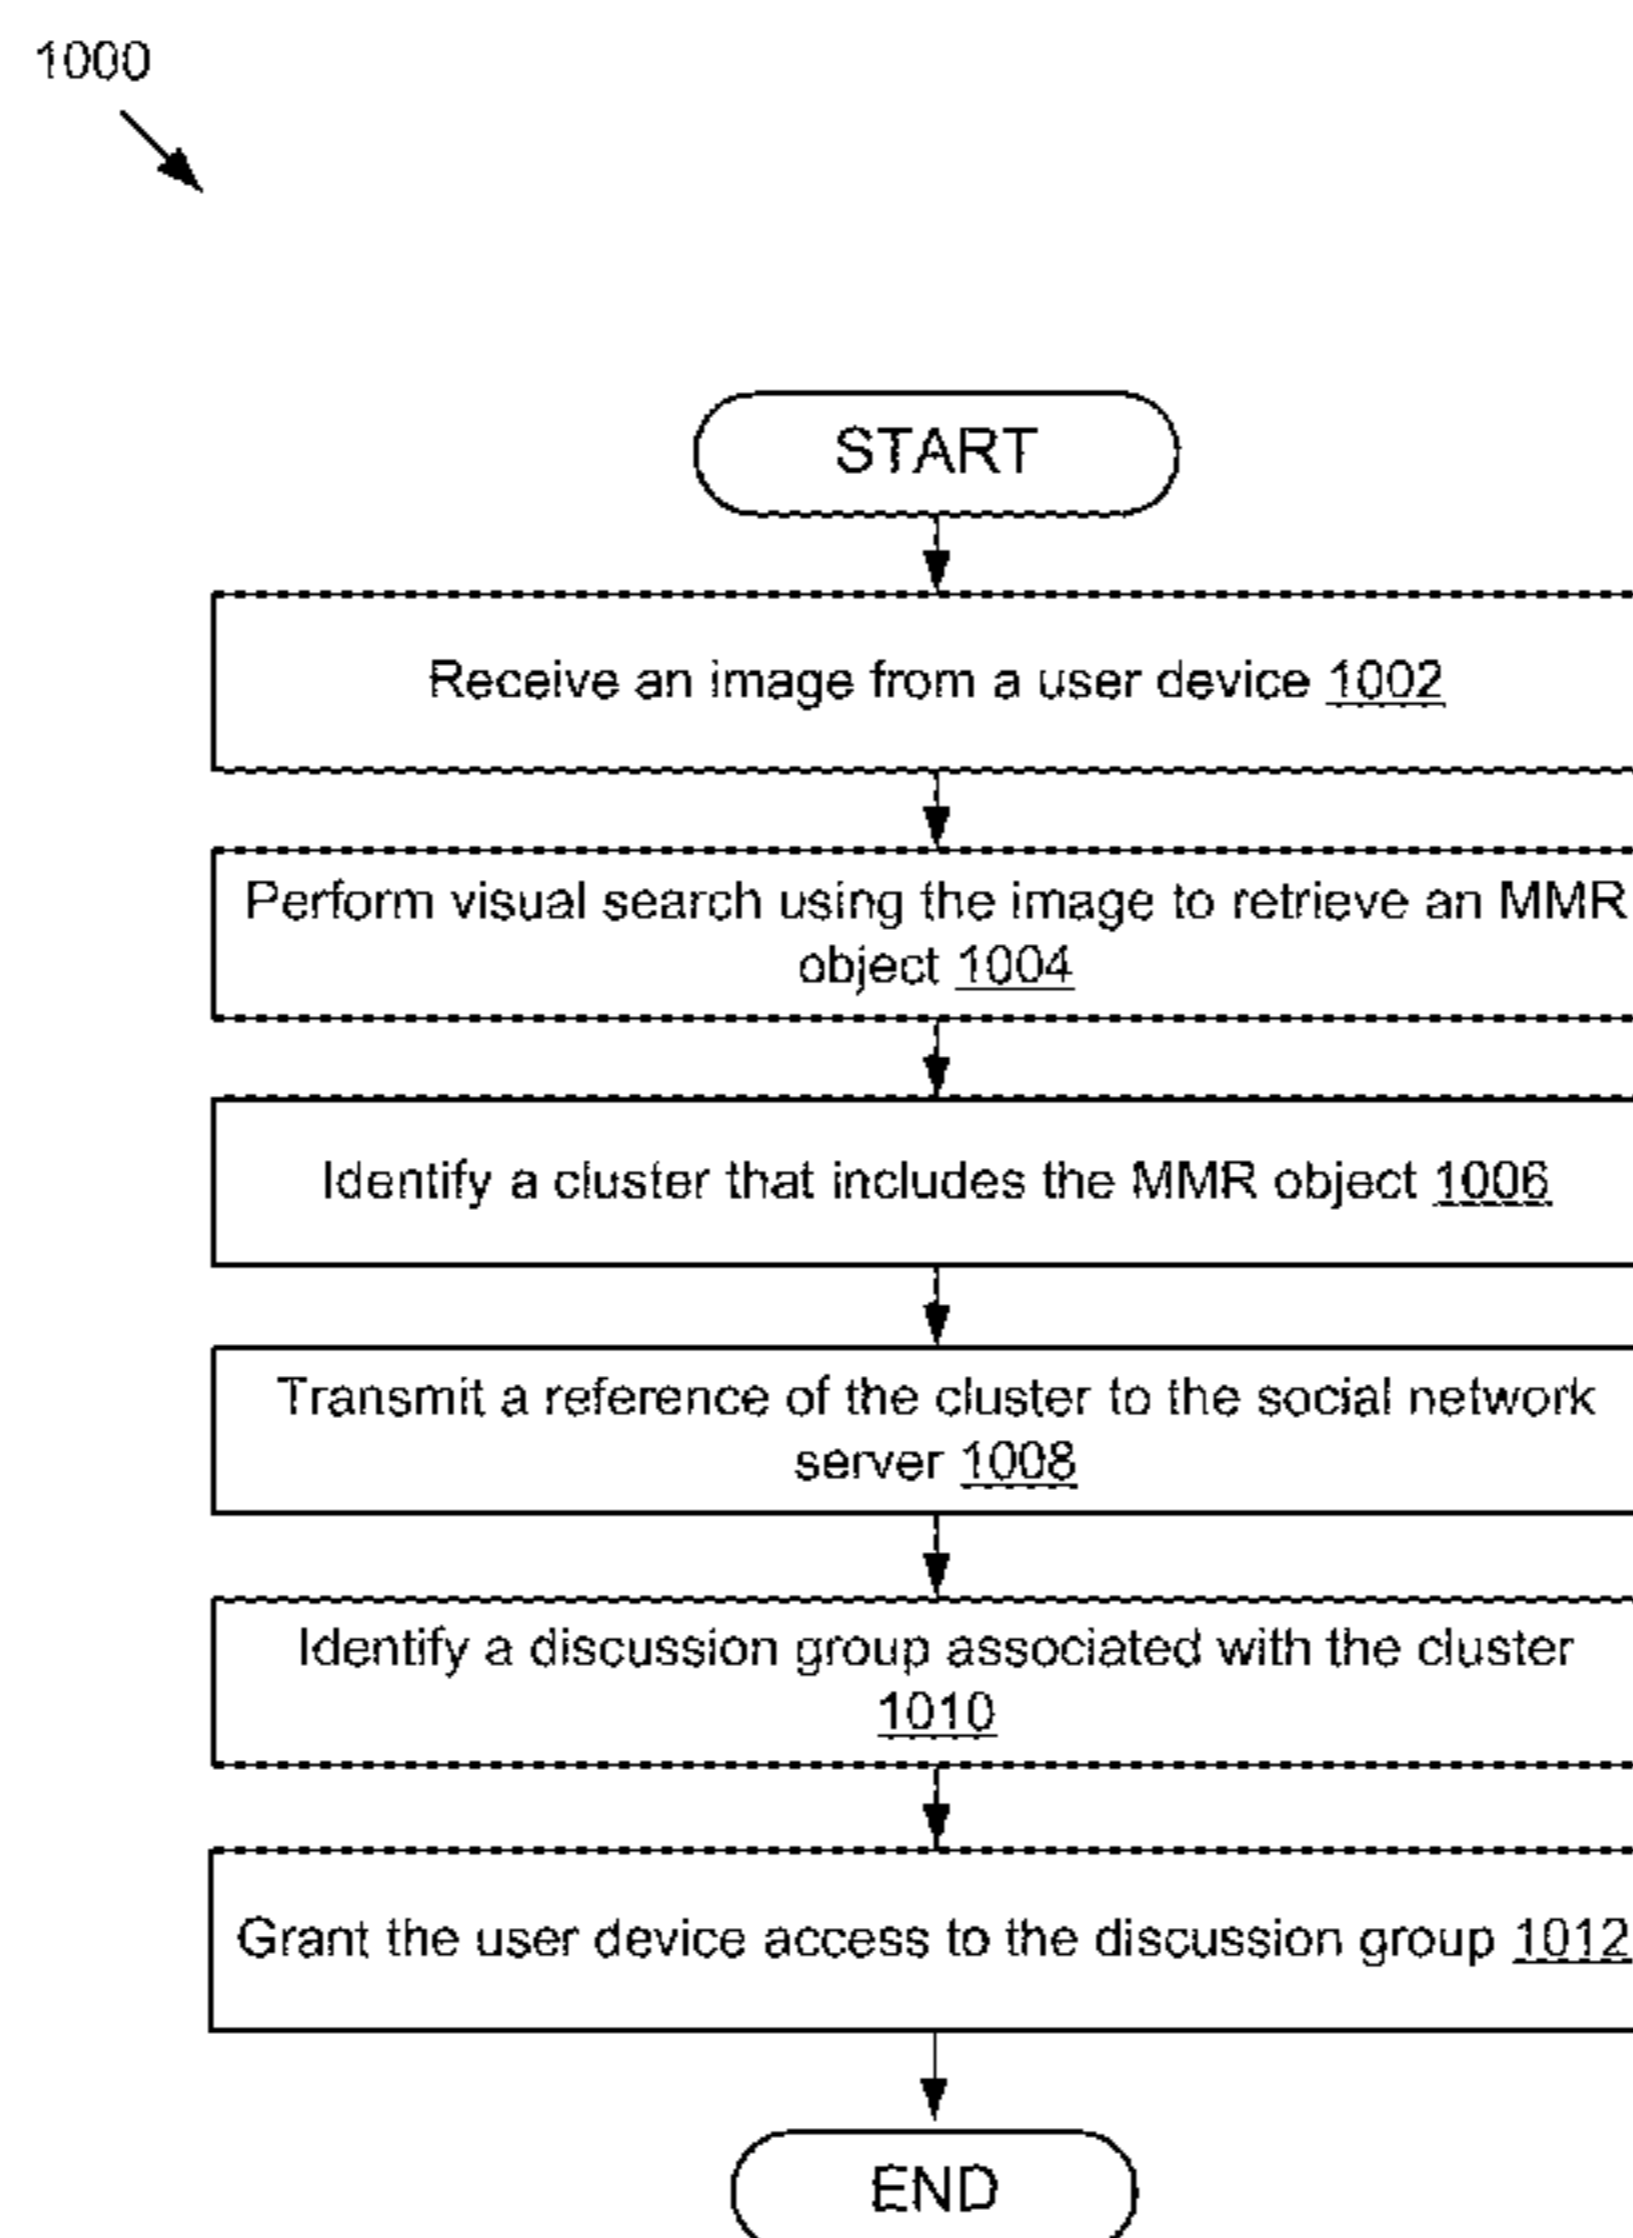 1000
START
Receive an image from a user device 1002
Perform visual search using the image to retrieve an MMR
object 1004
Identify a cluster that includes the MMR object 1006
Transmit a reference of the cluster to the social network
server 1008
Identify a discussion group associated with the cluster
1010
Grant the user device access to the discussion group 1012
END